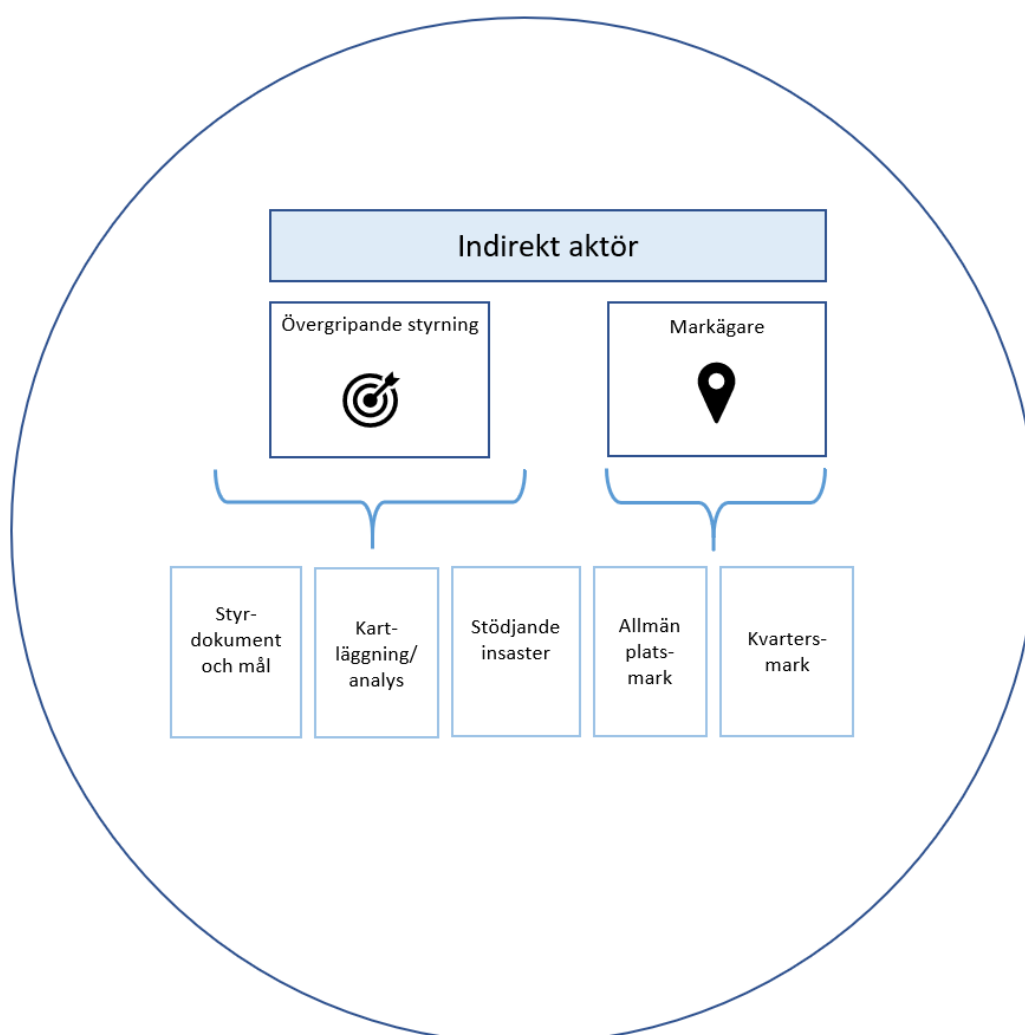 Indirekt aktör
Övergripande styrning
Markägare
Styr-
dokument
och mål
Kart-
läggning/
analys
Stödjande
insaster
Allmän
plats-
mark
Kvarters-
mark